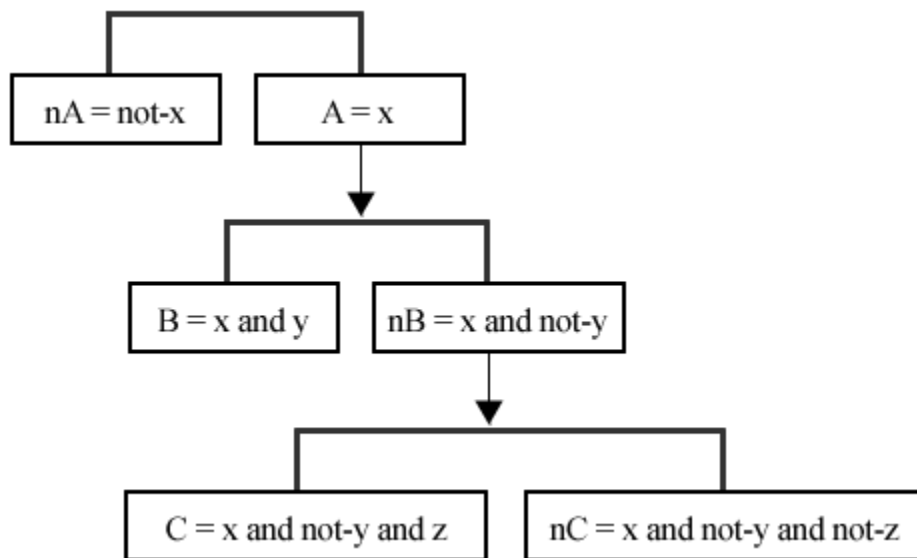 nA = not-x
A = x
B = x and y
nB = x and not-y
C = x and not-y and z
nC = x and not-y and not-z